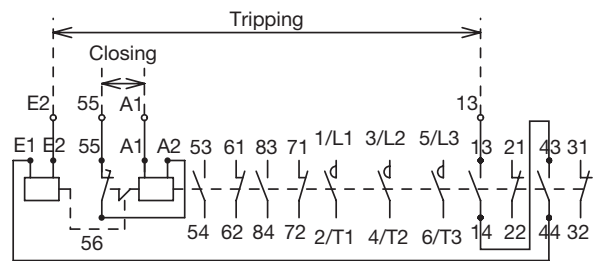 Tripping
Closing
E2 55 A1 13
E1 E2 55 A1 A2 53 61 83 71 1/L1 3/L2 5/L3 13 21 43 31
56 54 62 84 72 2/T1 4/T2 6/T3 14 22 44 32